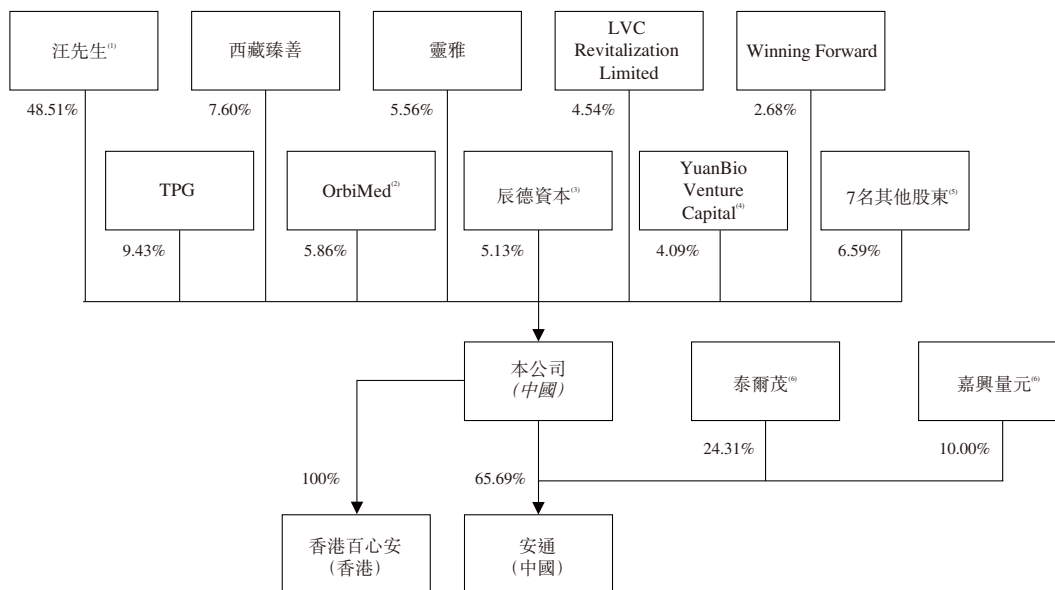 汪先生(1)
西藏臻善
靈雅
LVC
Revitalization
Limited
Winning Forward
48.51%
7.60%
5.56%
4.54%
2.68%
TPG
OrbiMed(2)
辰德資本(3)
YuanBio
Venture
Capital(4)
7名其他股東(5)
9.43%
5.86%
5.13%
4.09%
6.59%
本公司
(中國)
泰爾茂(6)
嘉興量元(6)
24.31%
10.00%
100%
65.69%
香港百心安
(香港)
安通
(中國)